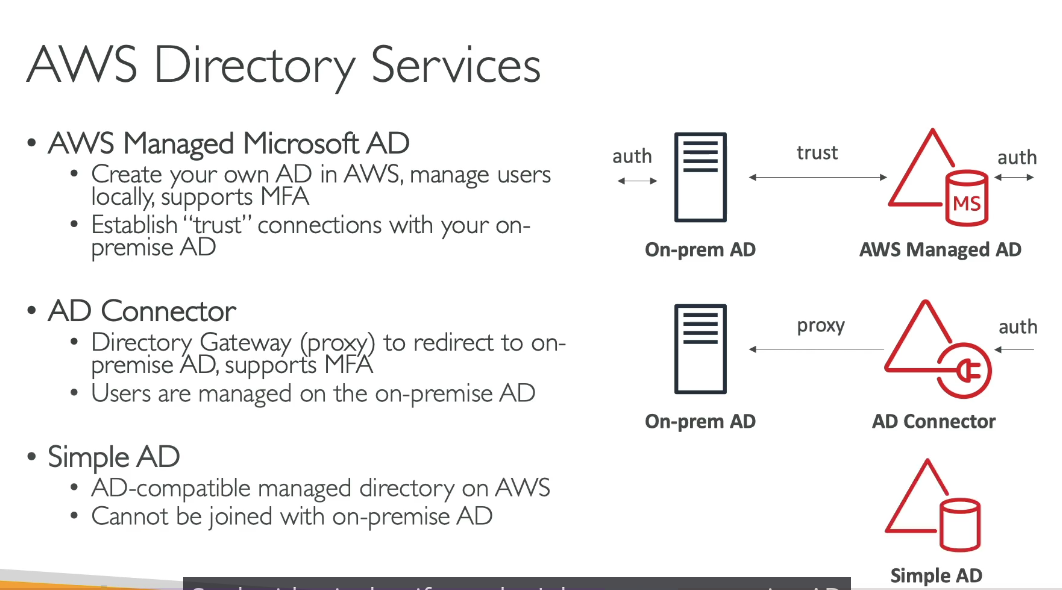 AWS Directory Services
• AWS Managed Microsoft AD
• Create your own AD in AWS, manage users
locally, supports MFA
• Establish “trust” connections with your on-
premise AD
auth
trust
auth
MS
On-prem AD
AWS Managed AD
• AD Connector
• Directory Gateway (proxy) to redirect to on-
premise AD, supports MFA
• Users are managed on the on-premise AD
proxy
auth
On-prem AD
AD Connector
• Simple AD
• AD-compatible managed directory on AWS
• Cannot be joined with on-premise AD
Simple AD